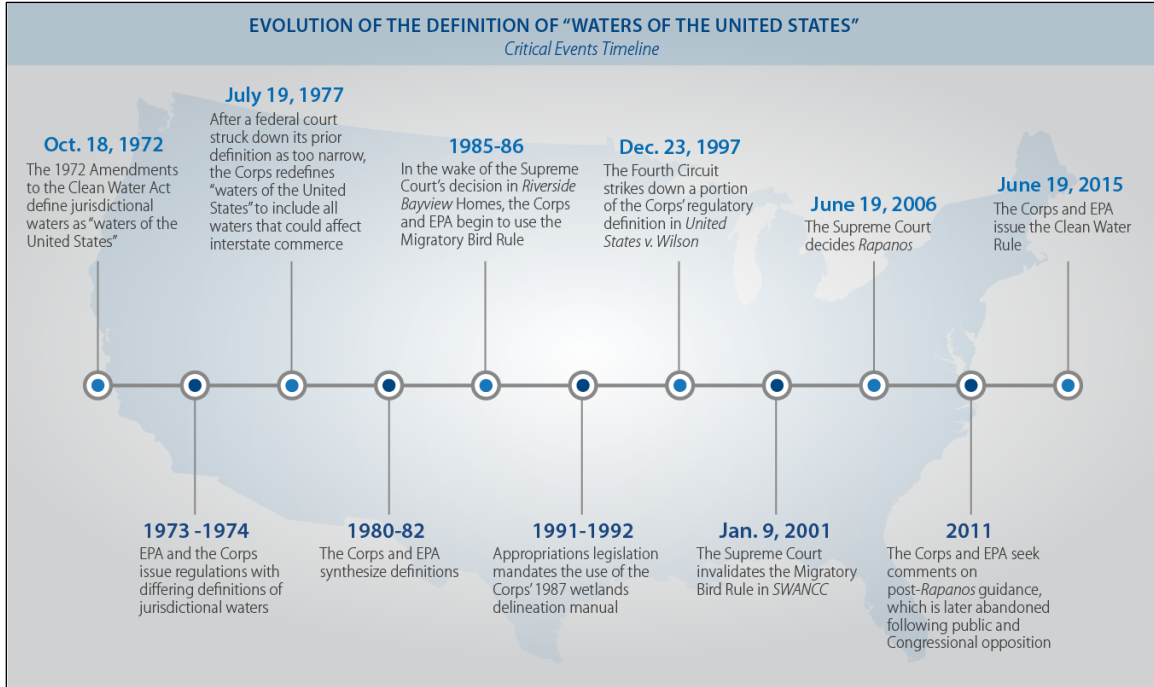 EVOLUTION OF THE DEFINITION OF “WATERS OF THE UNITED STATES”
Critical Events Timeline
Oct. 18, 1972
The 1972 Amendments
to the Clean Water Act
define jurisdictional
waters as “waters of the
United States”
July 19, 1977
After a federal court
struck down its prior
definition as too narrow,
the Corps redefines
“waters of the United
States” to include all
waters that could affect
interstate commerce
1985-86
In the wake of the Supreme
Court’s decision in Riverside
Bayview Homes, the Corps
and EPA begin to use the
Migratory Bird Rule
Dec. 23, 1997
The Fourth Circuit
strikes down a portion
of the Corps’ regulatory
definition in United
States v. Wilson
June 19, 2006
The Supreme Court
decides Rapanos
June 19, 2015
The Corps and EPA
issue the Clean Water
Rule
1973 -1974
EPA and the Corps
issue regulations with
differing definitions of
jurisdictional waters
1980-82
The Corps and EPA
synthesize definitions
1991-1992
Appropriations legislation
mandates the use of the
Corps’ 1987 wetlands
delineation manual
Jan. 9, 2001
The Supreme Court
invalidates the Migratory
Bird Rule in SWANCC
2011
The Corps and EPA seek
comments on
post-Rapanos guidance,
which is later abandoned
following public and
Congressional opposition